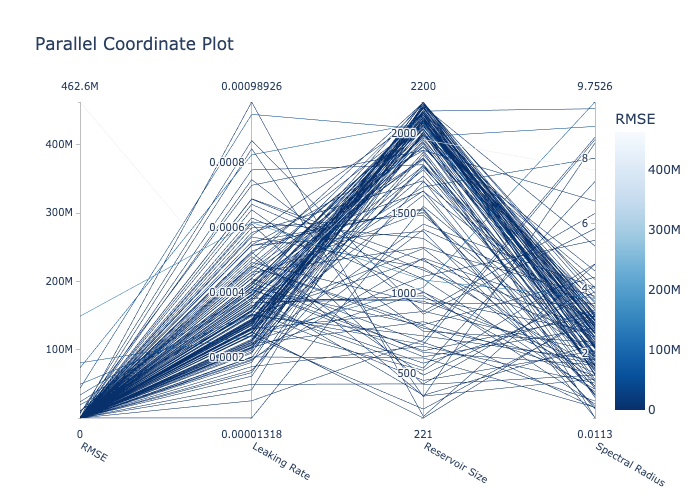 Parallel Coordinate Plot
462.6M
0.00098926
2200
9.7526
RMSE
400M
300M
200M
100M
0.0008
0.0006
0.0004
0.0002
2000
1500
1000
500
8
6
4
2
400M
300M
200M
100M
0
0
0.00001318
221
0.0113
RMSE
Leaking Rate
Reservoir Size
Spectral Radius